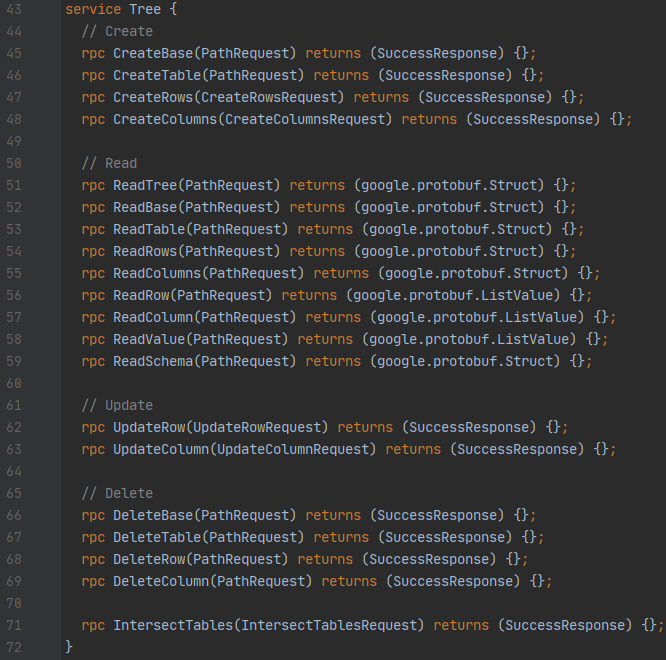 43 service Tree {
44 // Create
45 rpc CreateBase(PathRequest) returns (SuccessResponse) {};
46 rpc CreateTable(PathRequest) returns (SuccessResponse) {};
47 rpc CreateRows(CreateRowsRequest) returns (SuccessResponse) {};
48 rpc CreateColumns(CreateColumnsRequest) returns (SuccessResponse) {};
49
50 // Read
51 rpc ReadTree(PathRequest) returns (google.protobuf.Struct) {};
52 rpc ReadBase(PathRequest) returns (google.protobuf.Struct) {};
53 rpc ReadTable(PathRequest) returns (google.protobuf.Struct) {};
54 rpc ReadRows(PathRequest) returns (google.protobuf.Struct) {};
55 rpc ReadColumns(PathRequest) returns (google.protobuf.Struct) {};
56 rpc ReadRow(PathRequest) returns (google.protobuf.ListValue) {};
57 rpc ReadColumn(PathRequest) returns (google.protobuf.ListValue) {};
58 rpc ReadValue(PathRequest) returns (google.protobuf.ListValue) {};
59 rpc ReadSchema(PathRequest) returns (google.protobuf.Struct) {};
60
61 // Update
62 rpc UpdateRow(UpdateRowRequest) returns (SuccessResponse) {};
63 rpc UpdateColumn(UpdateColumnRequest) returns (SuccessResponse) {};
64
65 // Delete
66 rpc DeleteBase(PathRequest) returns (SuccessResponse) {};
67 rpc DeleteTable(PathRequest) returns (SuccessResponse) {};
68 rpc DeleteRow(PathRequest) returns (SuccessResponse) {};
69 rpc DeleteColumn(PathRequest) returns (SuccessResponse) {};
70
71 rpc IntersectTables(IntersectTablesRequest) returns (SuccessResponse) {};
72 }